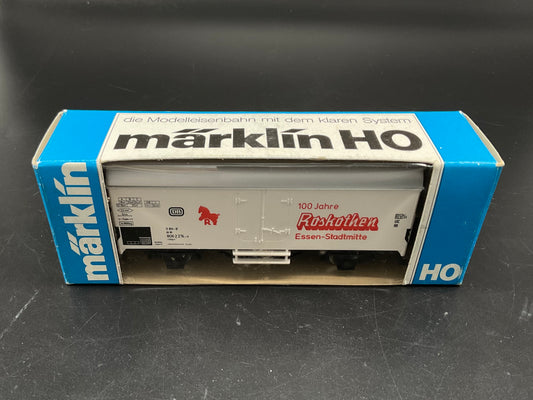 die Modelleisenbahn mit dem klaren System
märklin HO
märklin
DB
R
100 Jahre
Roskothen
Essen-Stadtmitte
HO